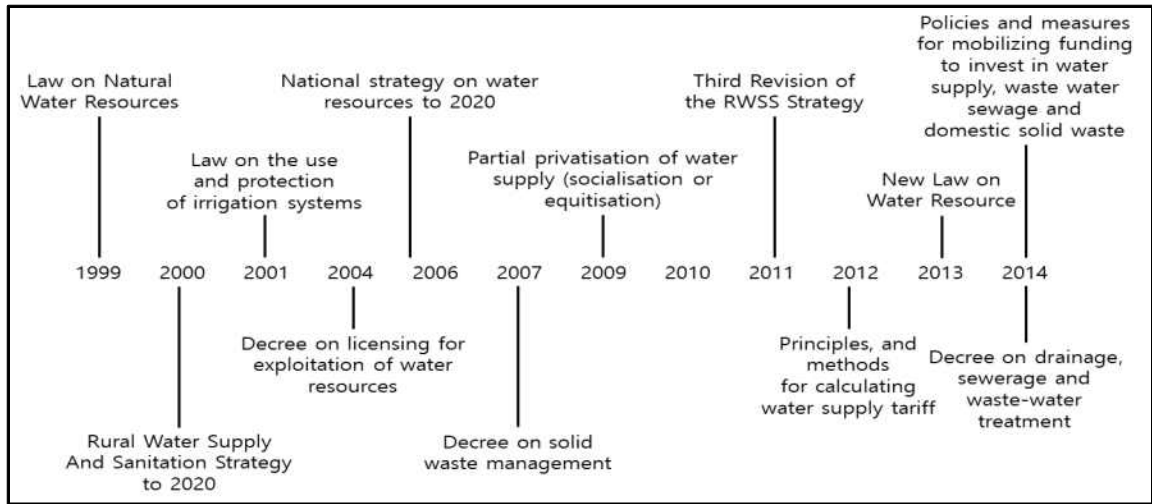 Law on Natural
Water Resources
National strategy on water
resources to 2020
Third Revision of
the RWSS Strategy
Policies and measures
for mobilizing funding
to invest in water
supply, waste water
sewage and
domestic solid waste
Law on the use
and protection
of irrigation systems
Partial privatisation of water
supply (socialisation or
equitisation)
New Law on
Water Resource
1999 2000 2001 2004 2006 2007 2009 2010 2011 2012 2013 2014
Decree on licensing for
exploitation of water
resources
Principles, and
methods
for calculating
water supply tariff
Decree on drainage,
sewerage and
waste-water
treatment
Rural Water Supply
And Sanitation Strategy
to 2020
Decree on solid
waste management